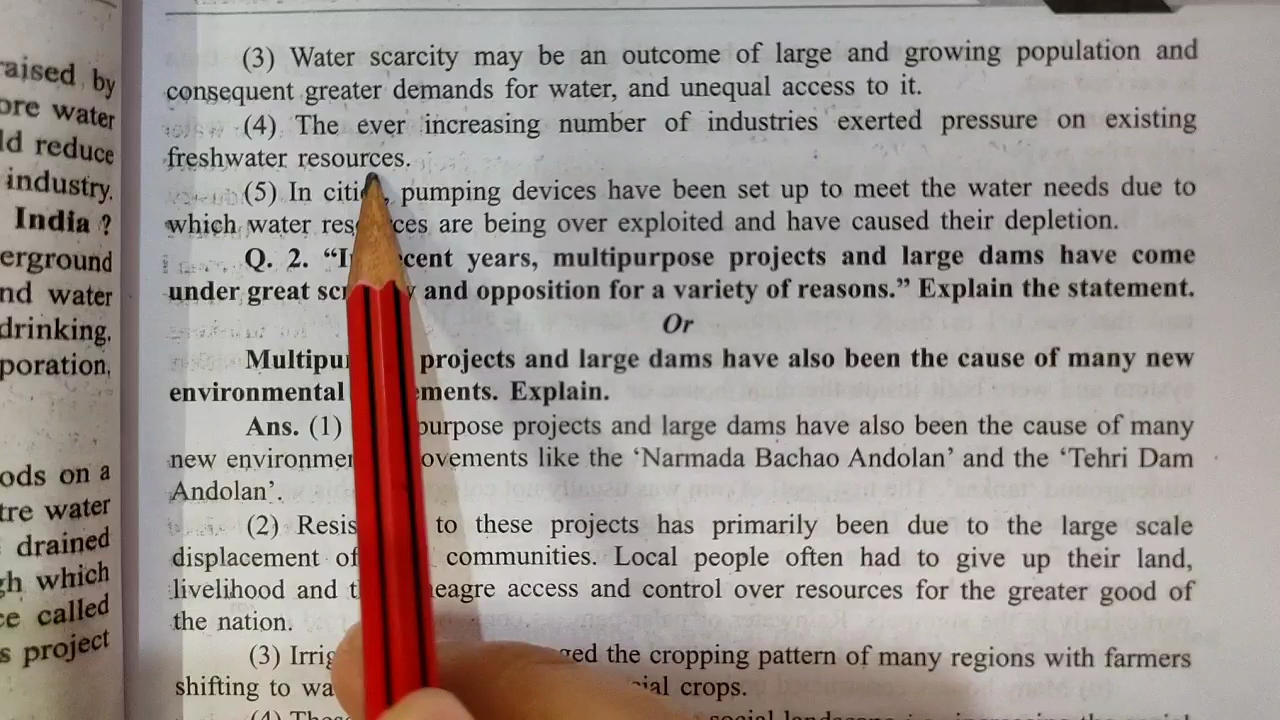 raised by
ore water
ld reduce
industry.
India ?
erground
nd water
drinking,
poration,
ods on a
tre water
drained
gh which
ce called
s project
(3) Water scarcity may be an outcome of large and growing population and
consequent greater demands for water, and unequal access to it.
(4) The ever increasing number of industries exerted pressure on existing
freshwater resources.
(5) In citi , pumping devices have been set up to meet the water needs due to
which water res ces are being over exploited and have caused their depletion.
Q. 2. “I cent years, multipurpose projects and large dams have come
under great scr y and opposition for a variety of reasons.” Explain the statement.
Or
Multipu projects and large dams have also been the cause of many new
environmental ements. Explain.
Ans. (1) purpose projects and large dams have also been the cause of many
new environmen ovements like the ‘Narmada Bachao Andolan’ and the ‘Tehri Dam
Andolan’.
(2) Resis to these projects has primarily been due to the large scale
displacement of communities. Local people often had to give up their land,
livelihood and t eagre access and control over resources for the greater good of
the nation.
(3) Irrig ged the cropping pattern of many regions with farmers
shifting to wa ial crops.